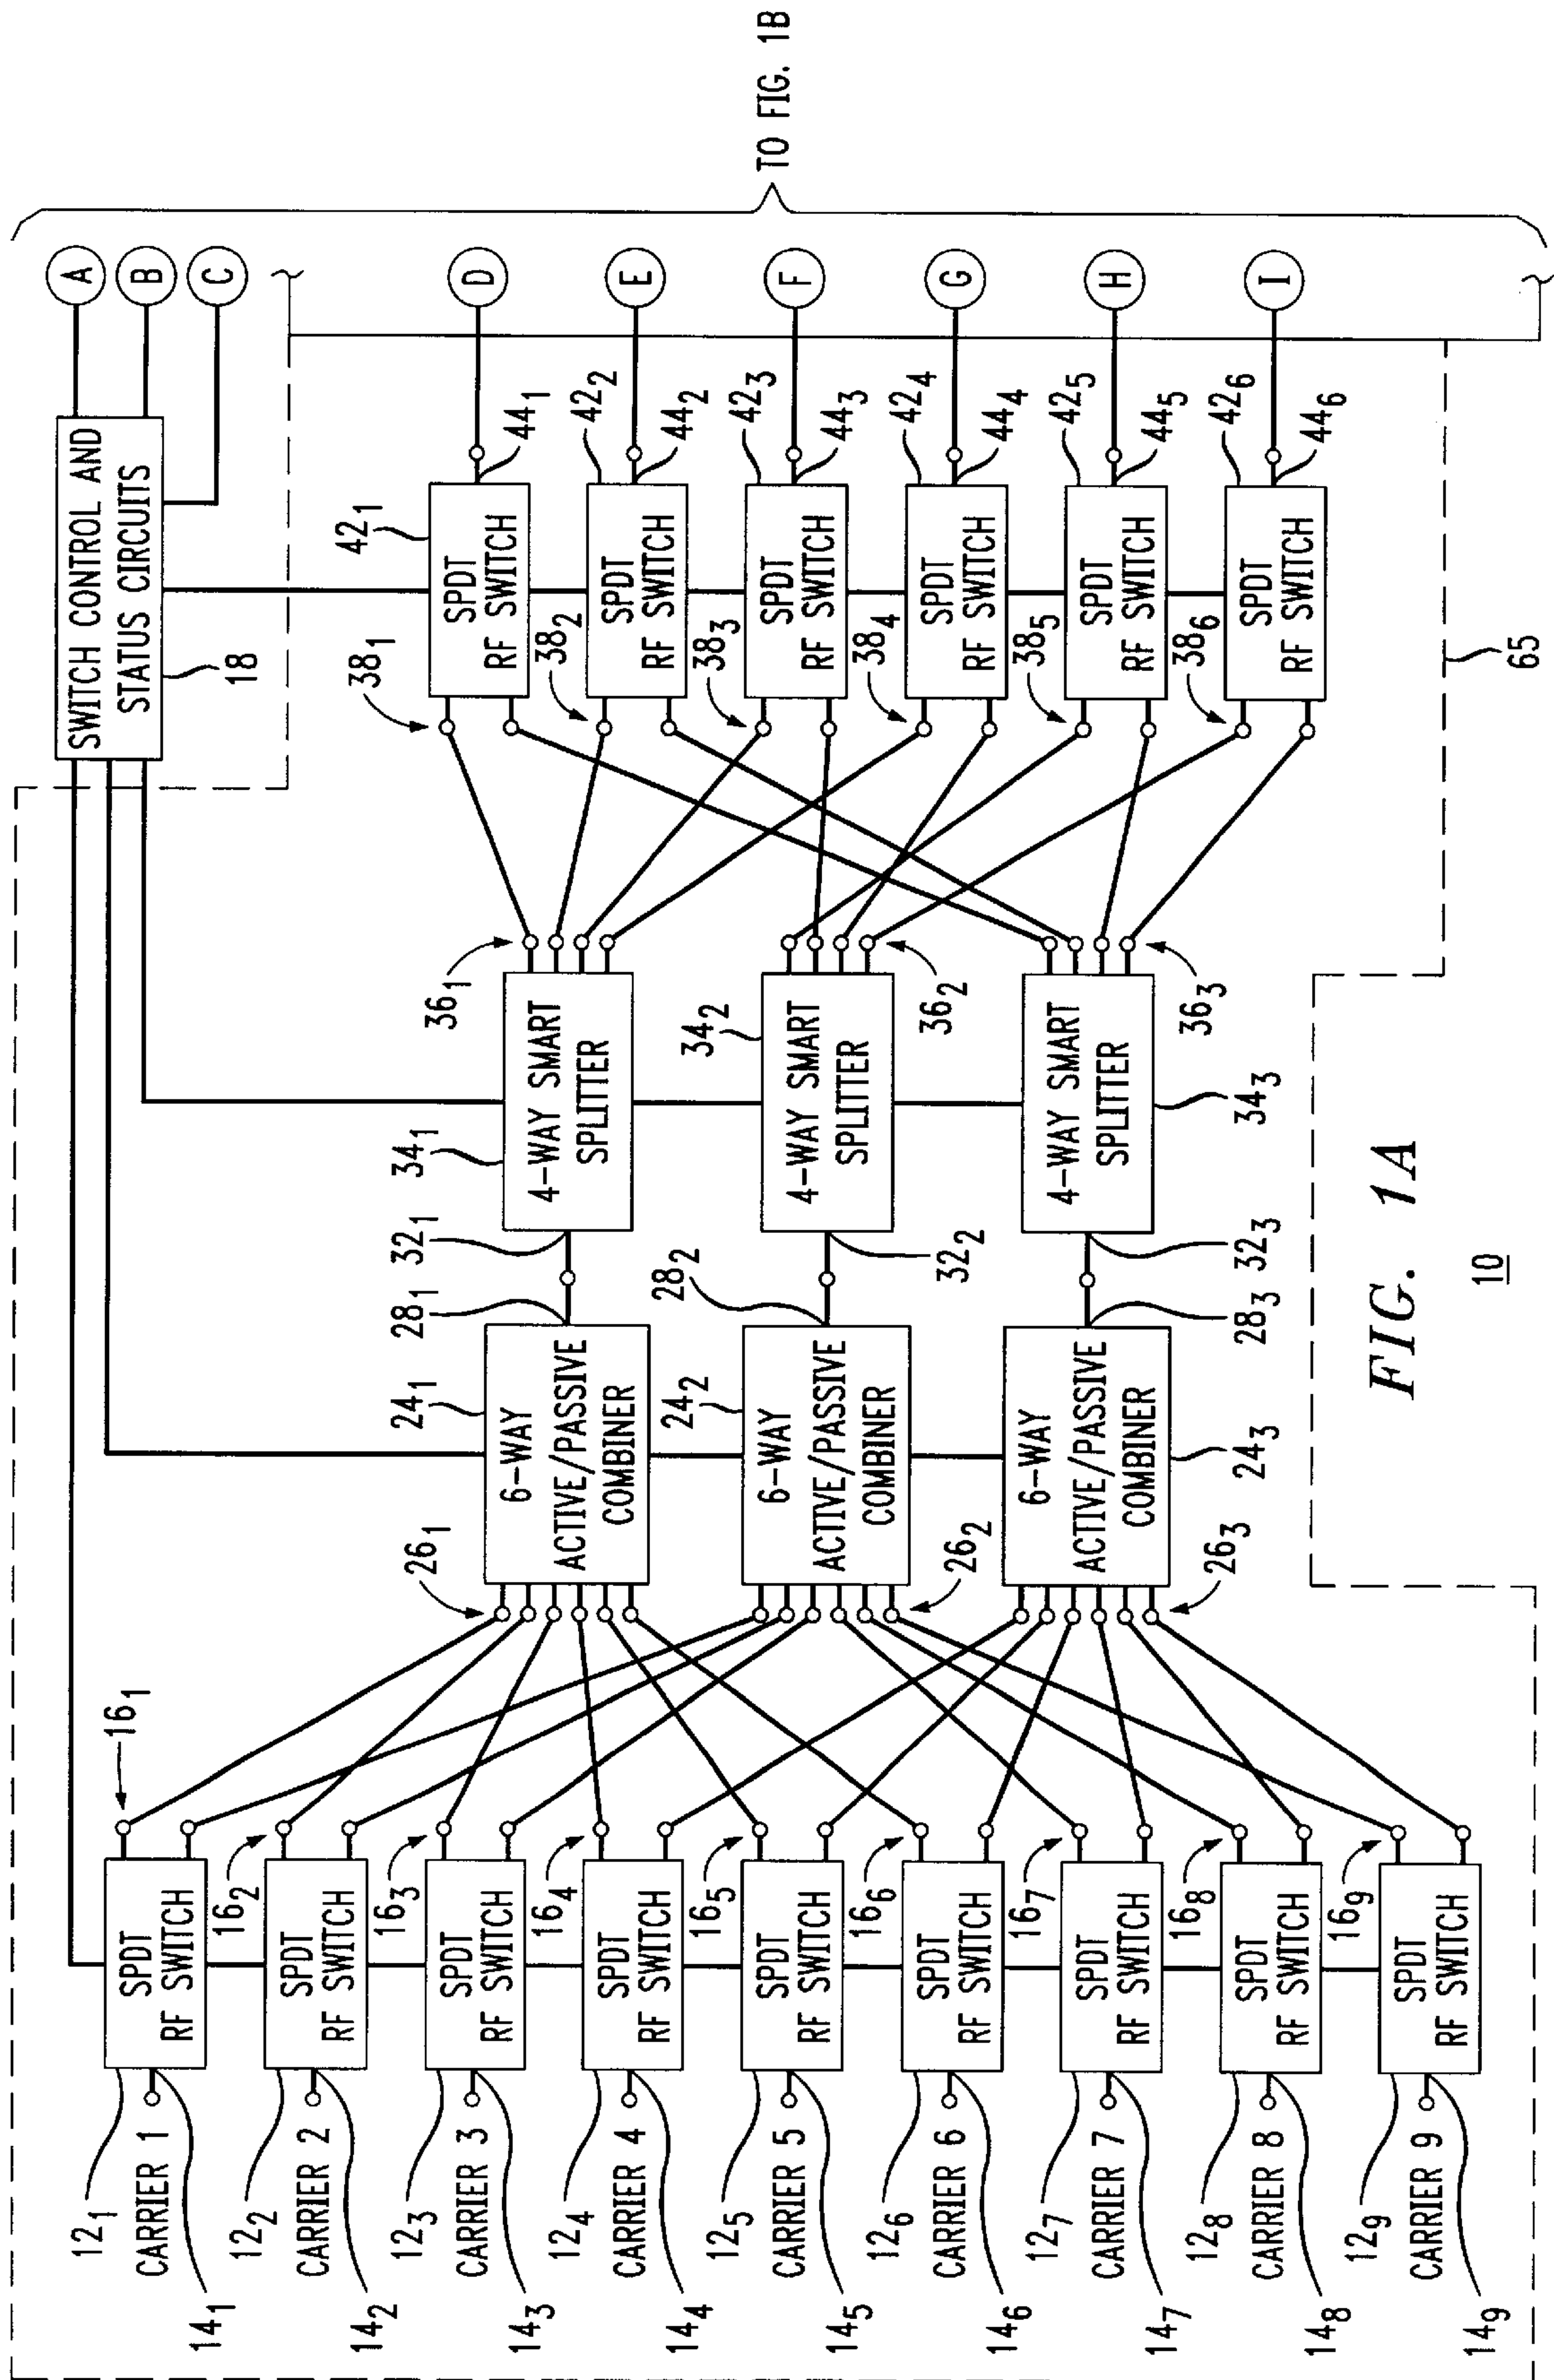 SWITCH CONTROL AND
STATUS CIRCUITS
18
A
B
C
TO FIG. 1B
12₁
CARRIER 1
14₁
SPDT
RF SWITCH
16₁
12₂
CARRIER 2
14₂
SPDT
RF SWITCH
16₂
12₃
CARRIER 3
14₃
SPDT
RF SWITCH
16₃
12₄
CARRIER 4
14₄
SPDT
RF SWITCH
16₄
12₅
CARRIER 5
14₅
SPDT
RF SWITCH
16₅
12₆
CARRIER 6
14₆
SPDT
RF SWITCH
16₆
12₇
CARRIER 7
14₇
SPDT
RF SWITCH
16₇
12₈
CARRIER 8
14₈
SPDT
RF SWITCH
16₈
12₉
CARRIER 9
14₉
SPDT
RF SWITCH
16₉
26₁
24₁
6-WAY
ACTIVE/PASSIVE
COMBINER
28₁
26₂
24₂
6-WAY
ACTIVE/PASSIVE
COMBINER
28₂
26₃
24₃
6-WAY
ACTIVE/PASSIVE
COMBINER
28₃
32₁
34₁
4-WAY SMART
SPLITTER
36₁
32₂
34₂
4-WAY SMART
SPLITTER
36₂
32₃
34₃
4-WAY SMART
SPLITTER
36₃
38₁
42₁
SPDT
RF SWITCH
44₁
D
38₂
42₂
SPDT
RF SWITCH
44₂
E
38₃
42₃
SPDT
RF SWITCH
44₃
F
38₄
42₄
SPDT
RF SWITCH
44₄
G
38₅
42₅
SPDT
RF SWITCH
44₅
H
38₆
42₆
SPDT
RF SWITCH
44₆
I
65
FIG. 1A
10